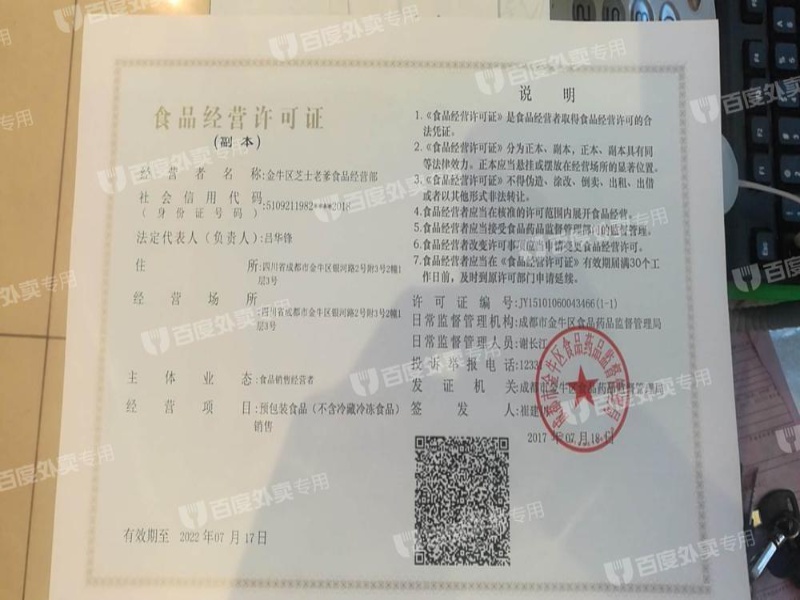 食品经营许可证
(副本)
经营者名称:金牛区芝士老爹食品经营部
社会信用代码
(身份证号码):5109211982****2018
法定代表人(负责人):吕华锋
住所:四川省成都市金牛区银河路2号附3号2幢1
层3号
经营场所:四川省成都市金牛区银河路2号附3号2幢1
层3号
主体业态:食品销售经营者
经营项目:预包装食品(不含冷藏冷冻食品)
销售
有效期至 2022年07月17日
说明
1.《食品经营许可证》是食品经营者取得食品经营许可的合
法凭证。
2.《食品经营许可证》分为正本、副本,正本、副本具有同
等法律效力。正本应悬挂或摆放在经营场所的显著位置。
3.《食品经营许可证》不得伪造、涂改、倒卖、出租、出借
或者以其他形式非法转让。
4.食品经营者应当在核准的许可范围内展开食品经营。
5.食品经营者应当接受食品药品监督管理部门的监督管理。
6.食品经营者改变许可事项应当申请变更食品经营许可。
7.食品经营者应当在《食品经营许可证》有效期届满30个工
作日前,及时到原许可部门申请延续。
许可证编号:JY15101060043466(1-1)
日常监督管理机构:成都市金牛区食品药品监督管理局
日常监督管理人员:谢长江
投诉举报电话:12331
发证机关:成都市金牛区食品药品监督管理局
签发人:崔建
2017年07月18日
百度外卖专用